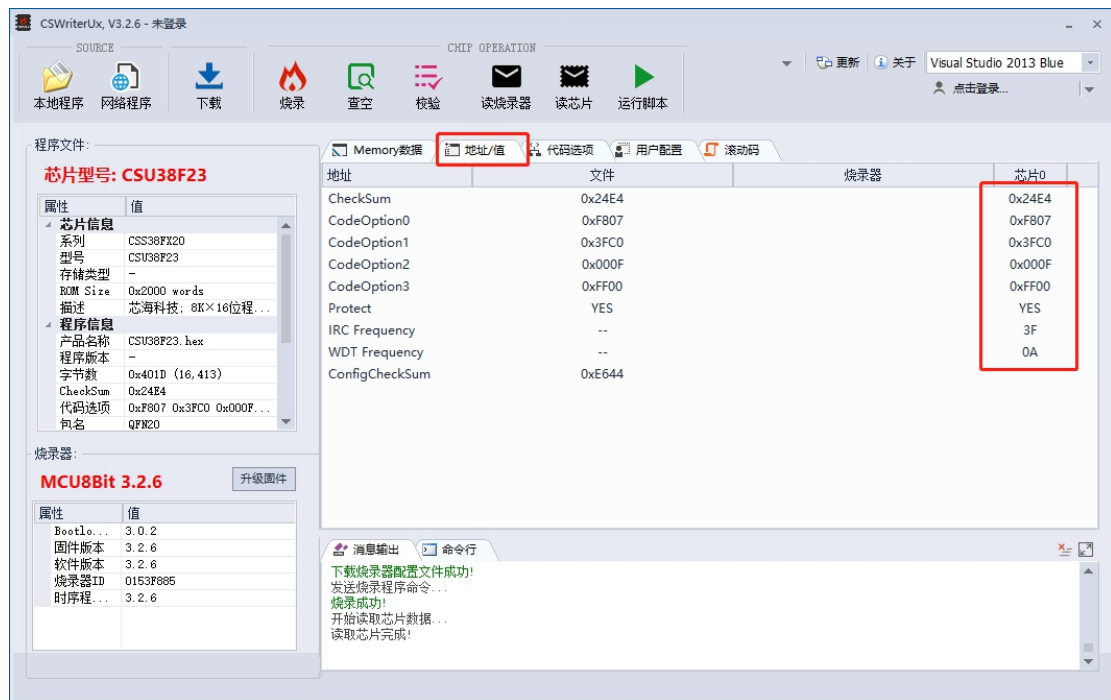 CSWriterUx, V3.2.6 - 未登录
SOURCE
CHIP OPERATION
本地程序 网络程序 下载 烧录 查空 校验 读烧录器 读芯片 运行脚本
更新 关于 Visual Studio 2013 Blue
点击登录...
程序文件:
芯片型号: CSU38F23
属性 值
芯片信息
系列 CSS38FX20
型号 CSU38F23
存储类型 -
ROM Size 0x2000 words
描述 芯海科技; 8K×16位程...
程序信息
产品名称 CSU38F23.hex
程序版本 -
字节数 0x401D (16,413)
CheckSum 0x24E4
代码选项 0xF807 0x3FC0 0x000F...
包名 QFN20
烧录器:
MCU8Bit 3.2.6 升级固件
属性 值
Bootlo... 3.0.2
固件版本 3.2.6
软件版本 3.2.6
烧录器ID 0153F885
时序程... 3.2.6
Memory数据 地址/值 代码选项 用户配置 滚动码
地址 文件 烧录器 芯片0
CheckSum 0x24E4 0x24E4
CodeOption0 0xF807 0xF807
CodeOption1 0x3FC0 0x3FC0
CodeOption2 0x000F 0x000F
CodeOption3 0xFF00 0xFF00
Protect YES YES
IRC Frequency -- 3F
WDT Frequency -- 0A
ConfigCheckSum 0xE644
消息输出 命令行
下载烧录器配置文件成功!
发送烧录程序命令...
烧录成功!
开始读取芯片数据...
读取芯片完成!